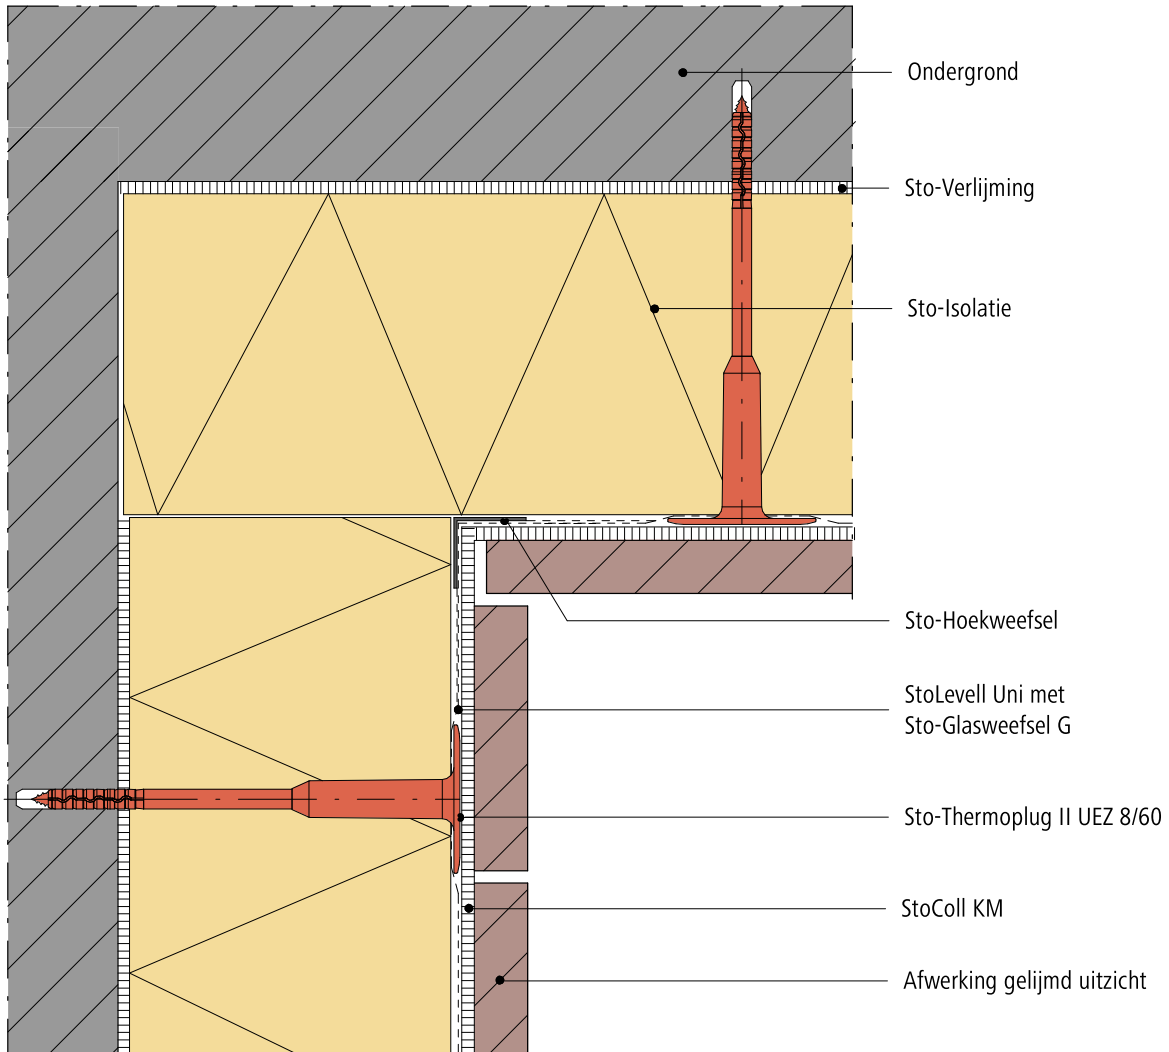 Ondergrond
Sto-Verlijming
Sto-Isolatie
Sto-Hoekweefsel
StoLevell Uni met
Sto-Glasweefsel G
Sto-Thermoplug II UEZ 8/60
StoColl KM
Afwerking gelijmd uitzicht